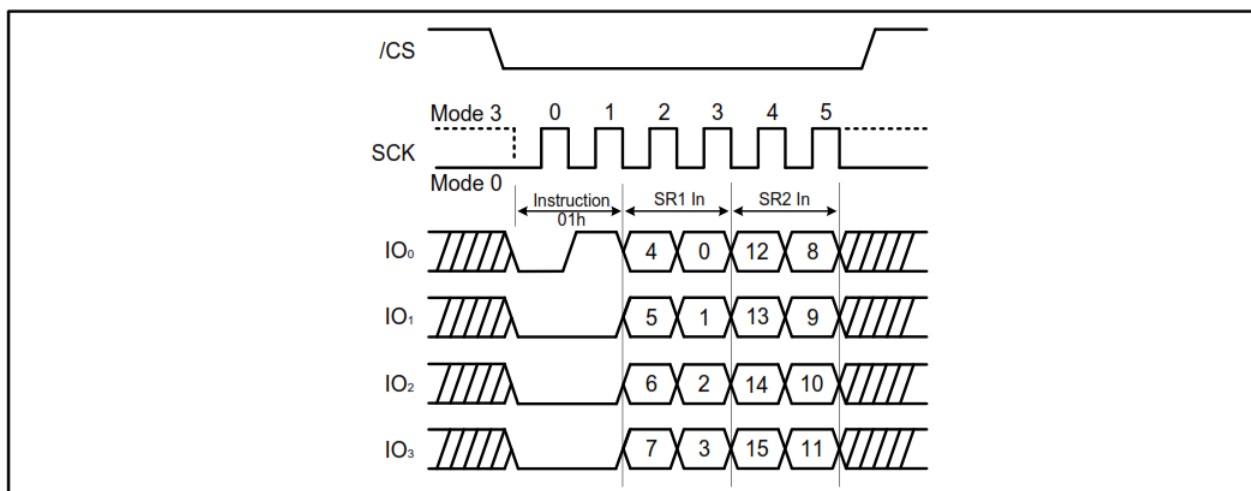 /CS
Mode 3 0 1 2 3 4 5
SCK
Mode 0
Instruction SR1 In SR2 In
01h
IO₀ 4 0 12 8
IO₁ 5 1 13 9
IO₂ 6 2 14 10
IO₃ 7 3 15 11